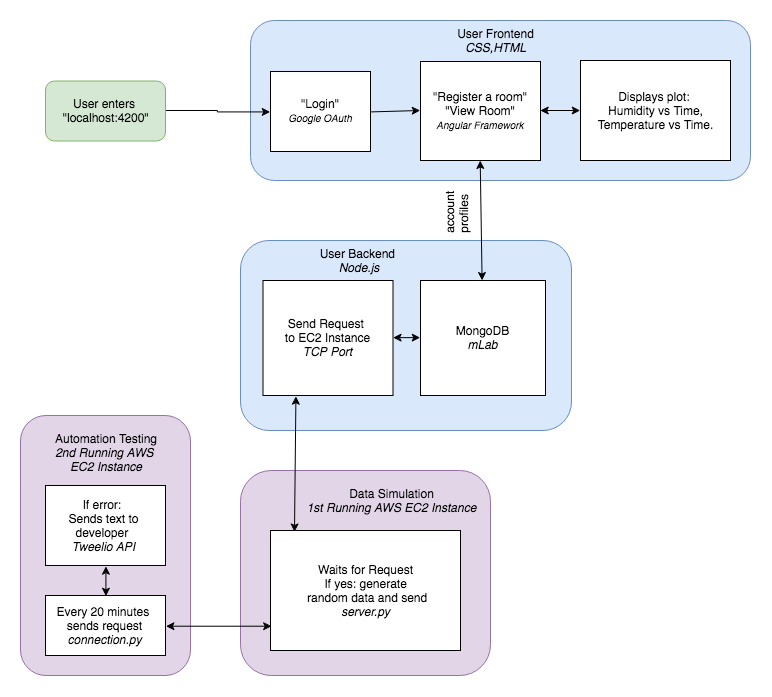 User Frontend
CSS,HTML
User enters
"localhost:4200"
"Login"
Google OAuth
"Register a room"
"View Room"
Angular Framework
Displays plot:
Humidity vs Time,
Temperature vs Time.
account
profiles
User Backend
Node.js
Send Request
to EC2 Instance
TCP Port
MongoDB
mLab
Automation Testing
2nd Running AWS
EC2 Instance
If error:
Sends text to
developer
Tweelio API
Every 20 minutes
sends request
connection.py
Data Simulation
1st Running AWS EC2 Instance
Waits for Request
If yes: generate
random data and send
server.py